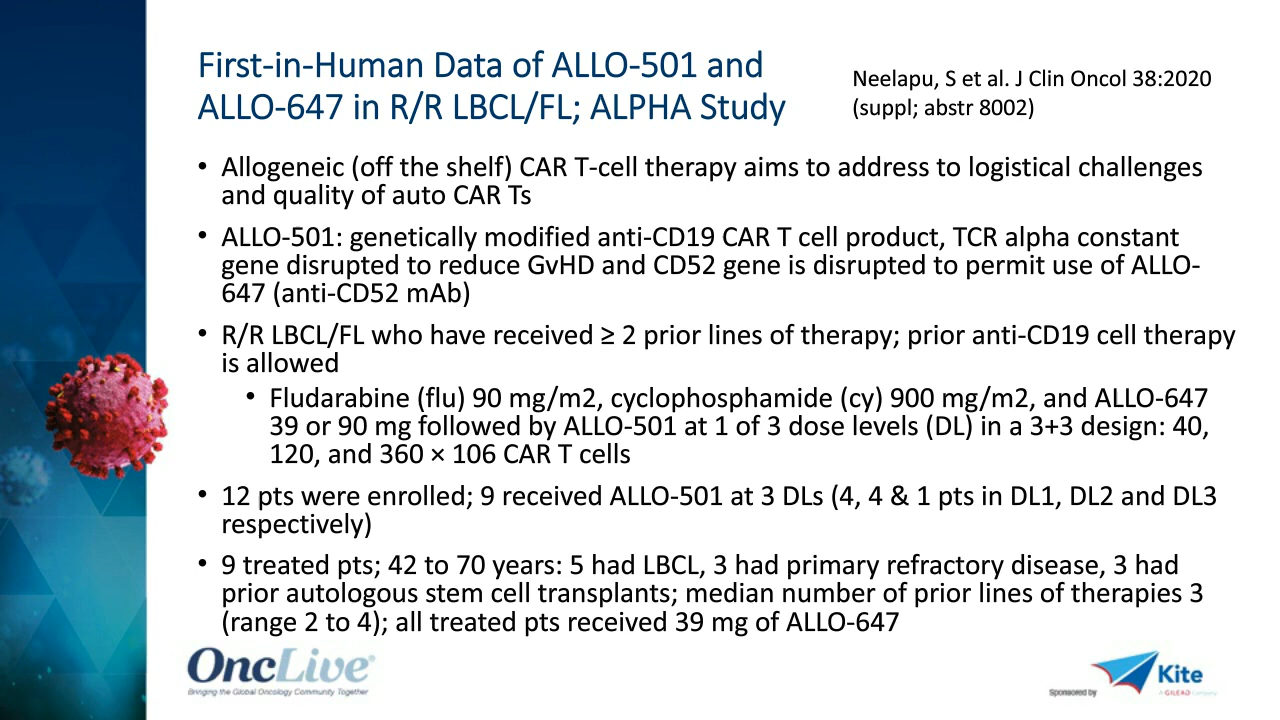 First-in-Human Data of ALLO-501 and
ALLO-647 in R/R LBCL/FL; ALPHA Study
Neelapu, S et al. J Clin Oncol 38:2020
(suppl; abstr 8002)
• Allogeneic (off the shelf) CAR T-cell therapy aims to address to logistical challenges
and quality of auto CAR Ts
• ALLO-501: genetically modified anti-CD19 CAR T cell product, TCR alpha constant
gene disrupted to reduce GvHD and CD52 gene is disrupted to permit use of ALLO-
647 (anti-CD52 mAb)
• R/R LBCL/FL who have received ≥ 2 prior lines of therapy; prior anti-CD19 cell therapy
is allowed
• Fludarabine (flu) 90 mg/m2, cyclophosphamide (cy) 900 mg/m2, and ALLO-647
39 or 90 mg followed by ALLO-501 at 1 of 3 dose levels (DL) in a 3+3 design: 40,
120, and 360 × 106 CAR T cells
• 12 pts were enrolled; 9 received ALLO-501 at 3 DLs (4, 4 & 1 pts in DL1, DL2 and DL3
respectively)
• 9 treated pts; 42 to 70 years: 5 had LBCL, 3 had primary refractory disease, 3 had
prior autologous stem cell transplants; median number of prior lines of therapies 3
(range 2 to 4); all treated pts received 39 mg of ALLO-647
OncLive®
Bringing the Global Oncology Community Together
Sponsored by
Kite
A GILEAD Company